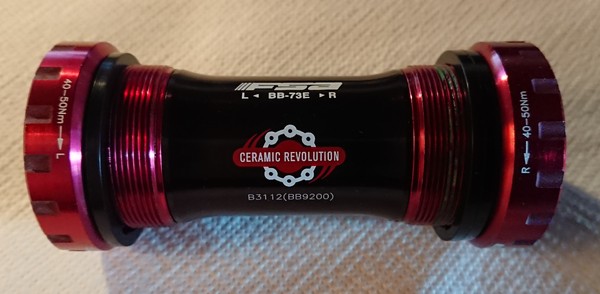 FSA
L ◄ BB-73E ► R
CERAMIC REVOLUTION
B3112(BB9200)
40-50Nm → L
R ← 40-50Nm